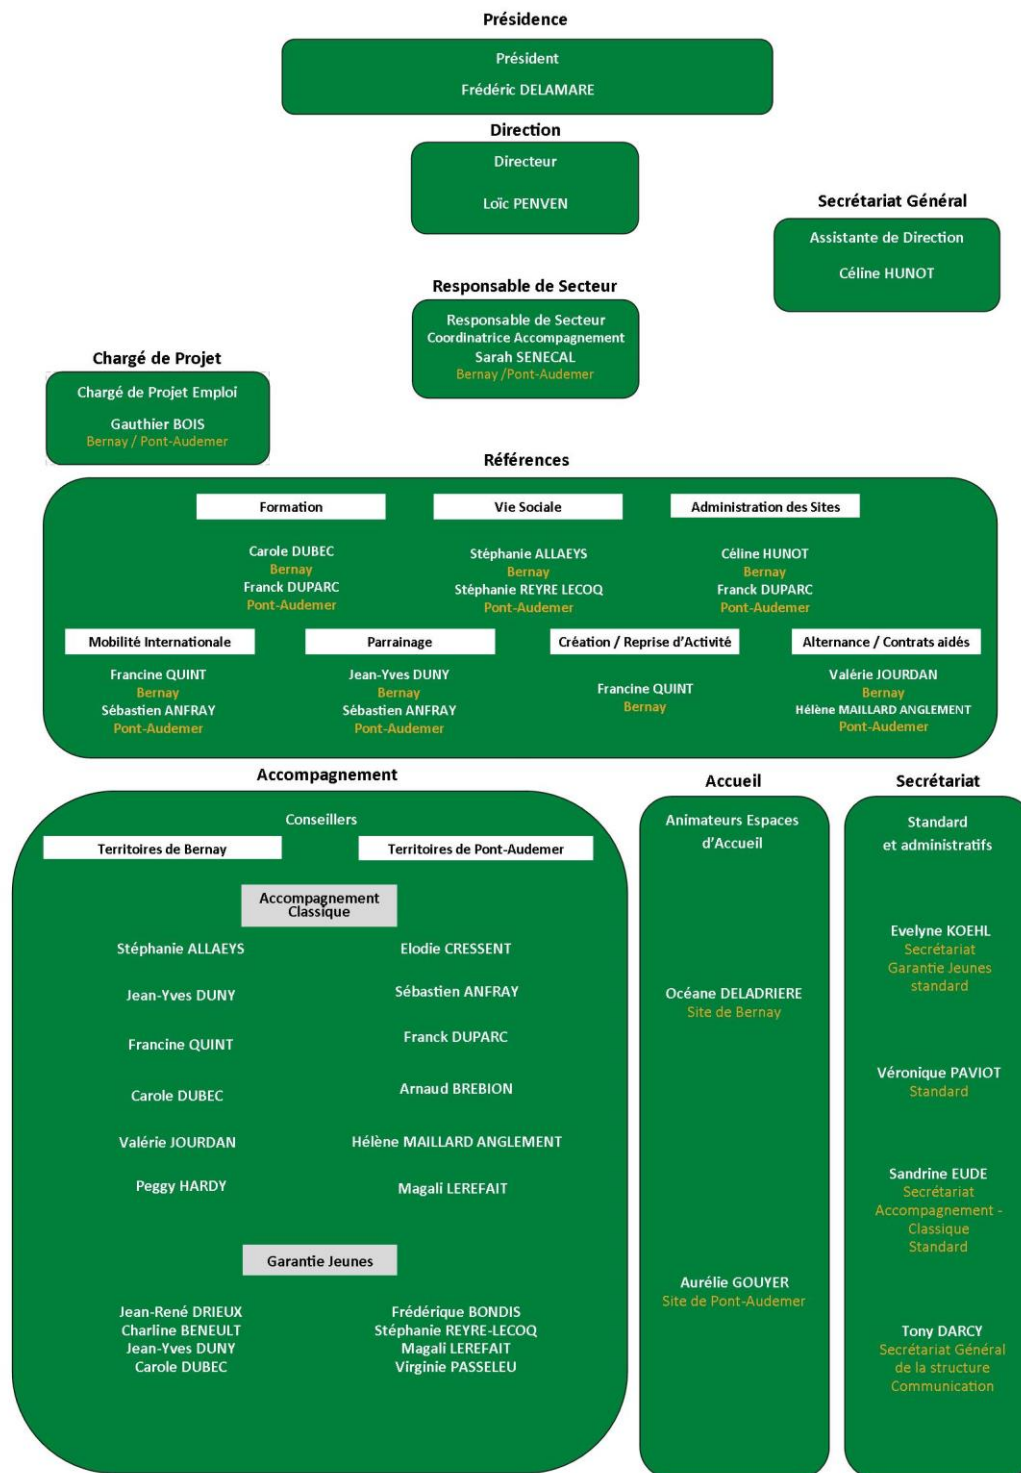 Présidence
Président
Frédéric DELAMARE
Direction
Directeur
Loïc PENVEN
Secrétariat Général
Assistante de Direction
Céline HUNOT
Responsable de Secteur
Responsable de Secteur
Coordinatrice Accompagnement
Sarah SENECAL
Bernay /Pont-Audemer
Chargé de Projet
Chargé de Projet Emploi
Gauthier BOIS
Bernay / Pont-Audemer
Références
Formation
Carole DUBEC
Bernay
Franck DUPARC
Pont-Audemer
Vie Sociale
Stéphanie ALLAEYS
Bernay
Stéphanie REYRE LECOQ
Pont-Audemer
Administration des Sites
Céline HUNOT
Bernay
Franck DUPARC
Pont-Audemer
Mobilité Internationale
Francine QUINT
Bernay
Sébastien ANFRAY
Pont-Audemer
Parrainage
Jean-Yves DUNY
Bernay
Sébastien ANFRAY
Pont-Audemer
Création / Reprise d'Activité
Francine QUINT
Bernay
Alternance / Contrats aidés
Valérie JOURDAN
Bernay
Hélène MAILLARD ANGLEMENT
Pont-Audemer
Accompagnement
Conseillers
Territoires de Bernay
Territoires de Pont-Audemer
Accompagnement
Classique
Stéphanie ALLAEYS
Elodie CRESSENT
Jean-Yves DUNY
Sébastien ANFRAY
Francine QUINT
Franck DUPARC
Carole DUBEC
Arnaud BREBION
Valérie JOURDAN
Hélène MAILLARD ANGLEMENT
Peggy HARDY
Magali LEREFAIT
Garantie Jeunes
Jean-René DRIEUX
Charline BENEULT
Jean-Yves DUNY
Carole DUBEC
Frédérique BONDIS
Stéphanie REYRE-LECOQ
Magali LEREFAIT
Virginie PASSELEU
Accueil
Animateurs Espaces
d'Accueil
Océane DELADRIERE
Site de Bernay
Aurélie GOUYER
Site de Pont-Audemer
Secrétariat
Standard
et administratifs
Evelyne KOEHL
Secrétariat
Garantie Jeunes
standard
Véronique PAVIOT
Standard
Sandrine EUDE
Secrétariat
Accompagnement -
Classique
Standard
Tony DARCY
Secrétariat Général
de la structure
Communication